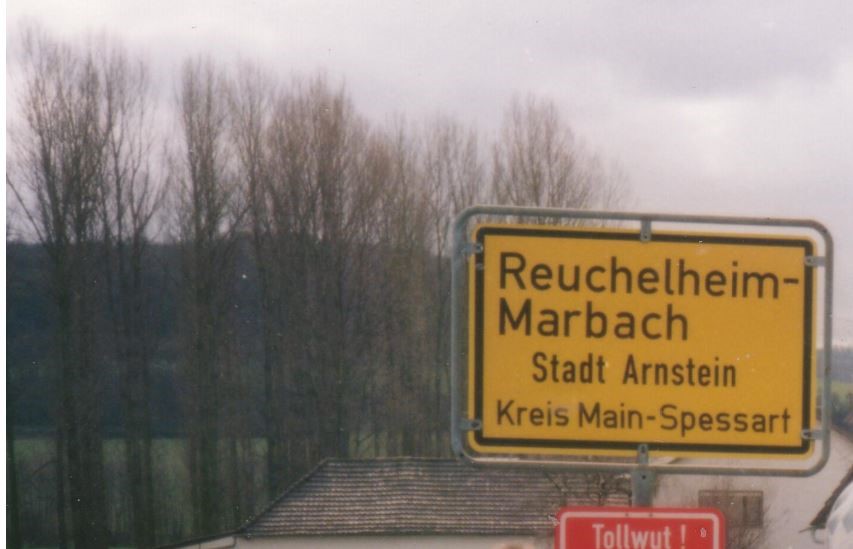 Reuchelheim-
Marbach
Stadt Arnstein
Kreis Main-Spessart
Tollwut !